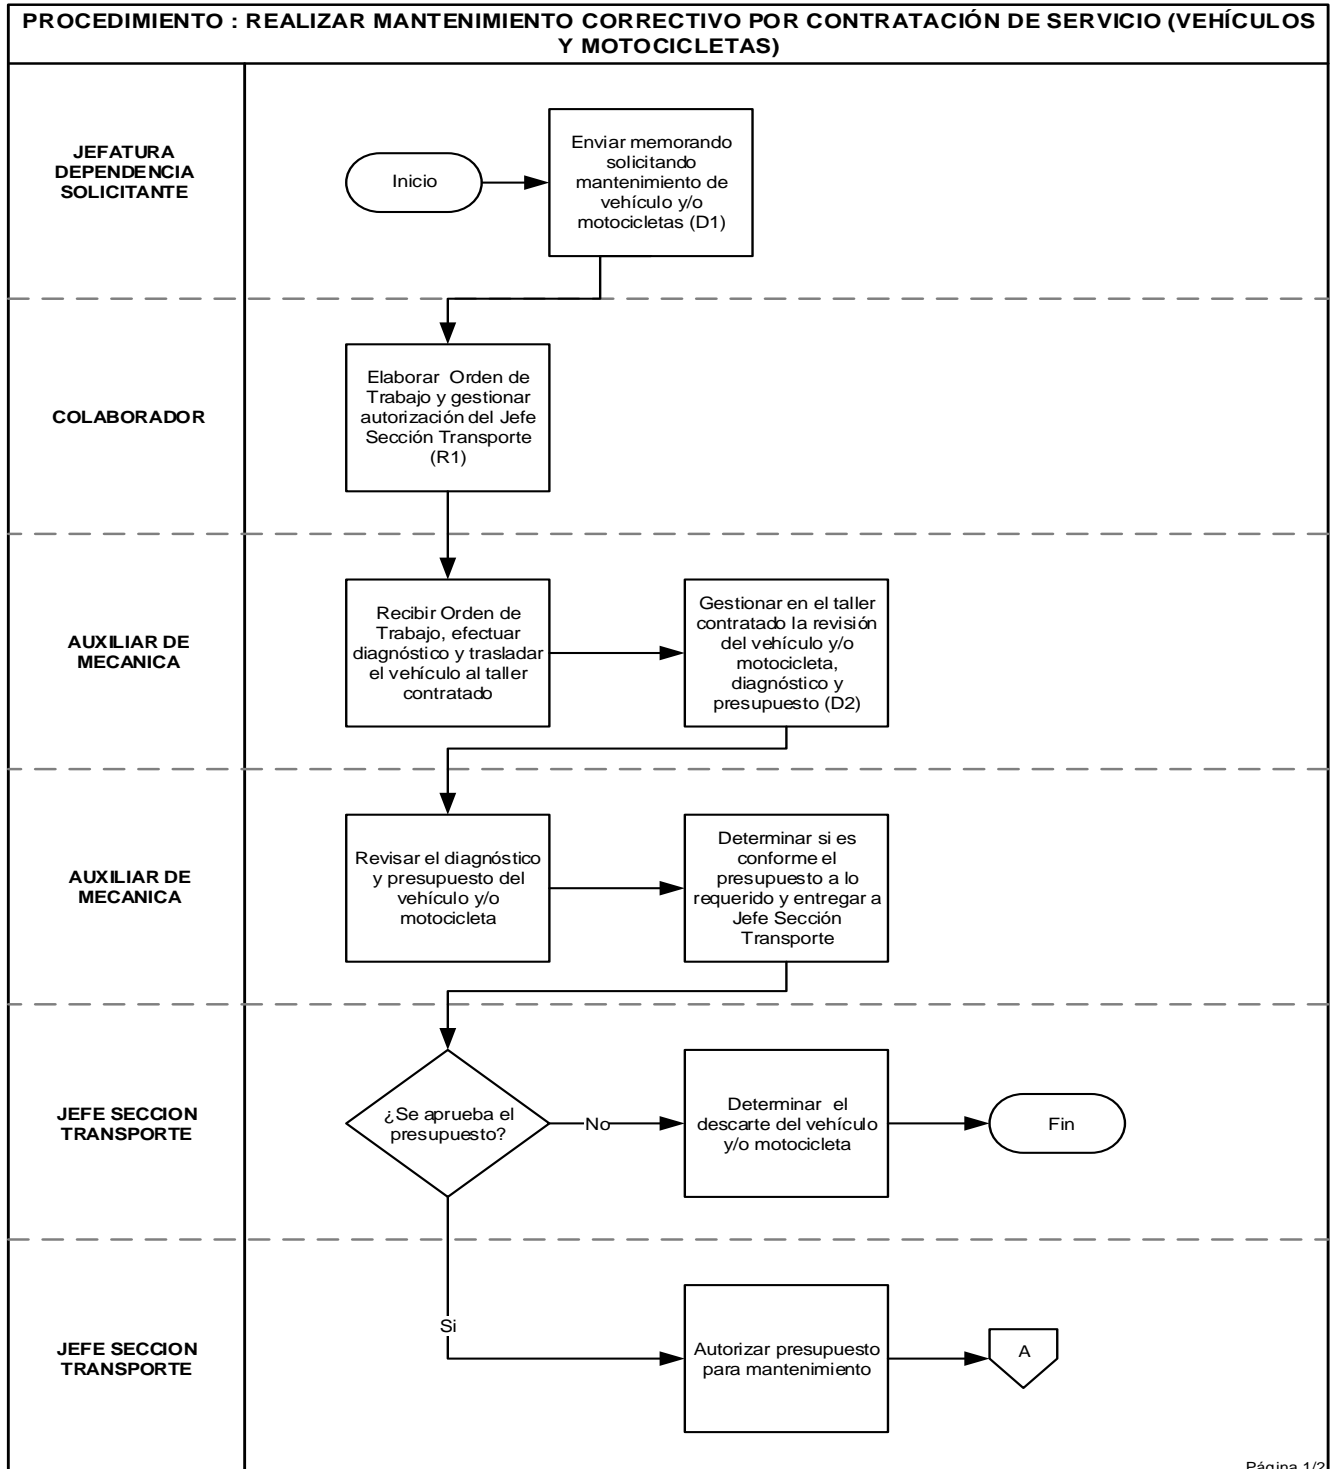 PROCEDIMIENTO : REALIZAR MANTENIMIENTO CORRECTIVO POR CONTRATACIÓN DE SERVICIO (VEHÍCULOS
Y MOTOCICLETAS)
JEFATURA
DEPENDENCIA
SOLICITANTE
Inicio
Enviar memorando
solicitando
mantenimiento de
vehículo y/o
motocicletas (D1)
COLABORADOR
Elaborar Orden de
Trabajo y gestionar
autorización del Jefe
Sección Transporte
(R1)
AUXILIAR DE
MECANICA
Recibir Orden de
Trabajo, efectuar
diagnóstico y trasladar
el vehículo al taller
contratado
Gestionar en el taller
contratado la revisión
del vehículo y/o
motocicleta,
diagnóstico y
presupuesto (D2)
AUXILIAR DE
MECANICA
Revisar el diagnóstico
y presupuesto del
vehículo y/o
motocicleta
Determinar si es
conforme el
presupuesto a lo
requerido y entregar a
Jefe Sección
Transporte
JEFE SECCION
TRANSPORTE
¿Se aprueba el
presupuesto?
No
Determinar el
descarte del vehículo
y/o motocicleta
Fin
JEFE SECCION
TRANSPORTE
Si
Autorizar presupuesto
para mantenimiento
A
Página 1/2